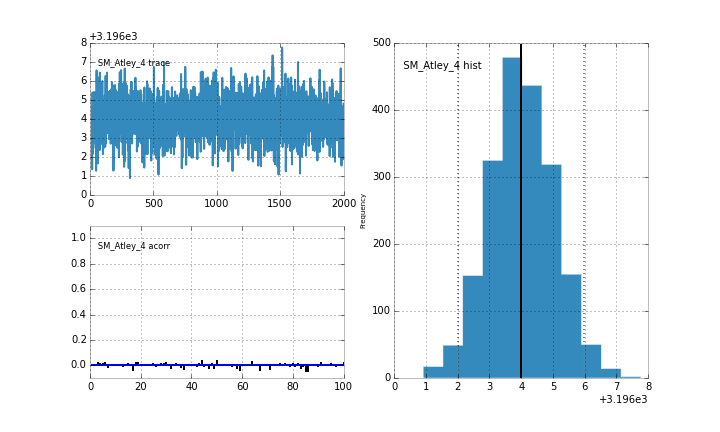 +3.196e3
8
7
6
5
4
3
2
1
0
SM_Atley_4 trace
0 500 1000 1500 2000
1.0
0.8
0.6
0.4
0.2
0.0
SM_Atley_4 acorr
0 20 40 60 80 100
500
400
300
200
100
0
Frequency
SM_Atley_4 hist
0 1 2 3 4 5 6 7 8
+3.196e3